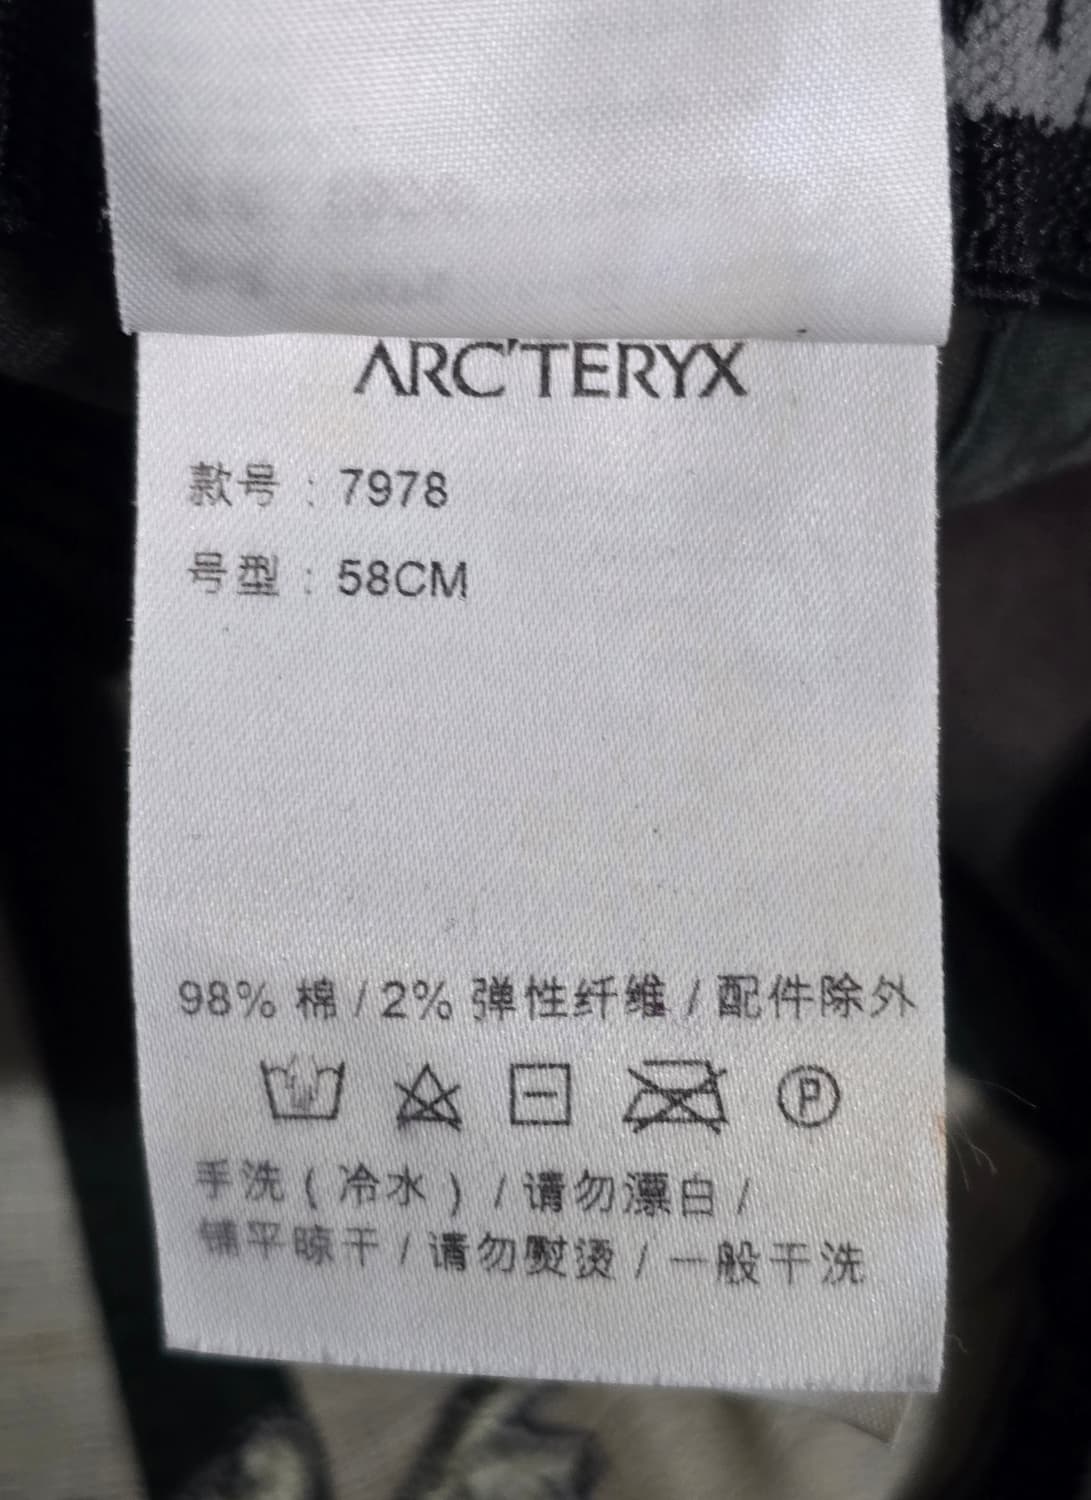 ARC'TERYX
款号：7978
号型：58CM
98% 棉 / 2% 弹性纤维 / 配件除外
P
手洗（冷水）/ 请勿漂白 /
铺平晾干 / 请勿熨烫 / 一般干洗